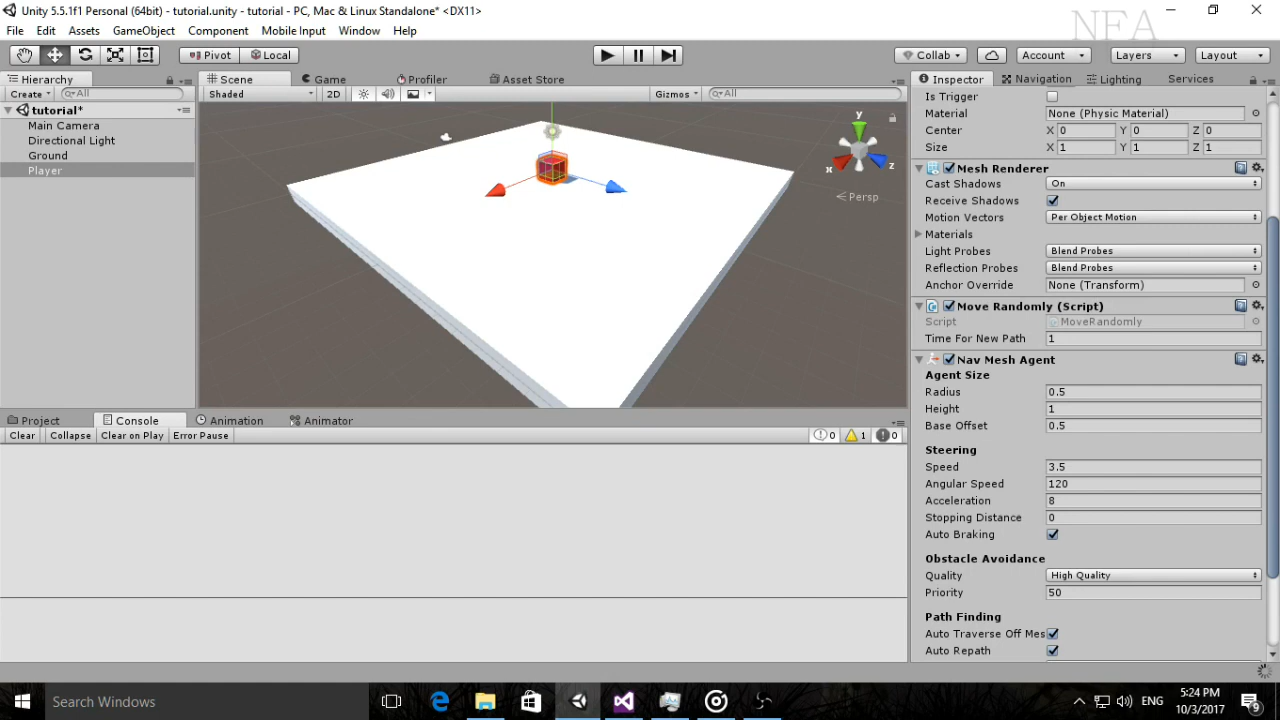 Unity 5.5.1f1 Personal (64bit) - tutorial.unity - tutorial - PC, Mac & Linux Standalone* <DX11>
NFA
File Edit Assets GameObject Component Mobile Input Window Help
Pivot Local Collab Account Layers Layout
Hierarchy
Create All
tutorial*
Main Camera
Directional Light
Ground
Player
Scene Game Profiler Asset Store
Shaded 2D Gizmos All
y
x z
Persp
Inspector Navigation Lighting Services
Is Trigger
Material None (Physic Material)
Center X 0 Y 0 Z 0
Size X 1 Y 1 Z 1
Mesh Renderer
Cast Shadows On
Receive Shadows
Motion Vectors Per Object Motion
Materials
Light Probes Blend Probes
Reflection Probes Blend Probes
Anchor Override None (Transform)
Move Randomly (Script)
Script MoveRandomly
Time For New Path 1
Nav Mesh Agent
Agent Size
Radius 0.5
Height 1
Base Offset 0.5
Steering
Speed 3.5
Angular Speed 120
Acceleration 8
Stopping Distance 0
Auto Braking
Obstacle Avoidance
Quality High Quality
Priority 50
Path Finding
Auto Traverse Off Mes
Auto Repath
Project Console Animation Animator
Clear Collapse Clear on Play Error Pause 0 1 0
Search Windows
ENG
5:24 PM
10/3/2017
9